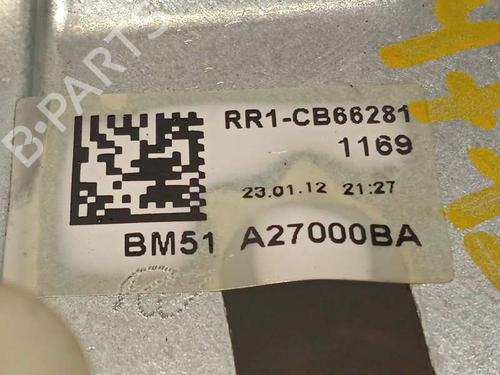 B-PARTS
RR1-CB66281
1169
23.01.12 21:27
BM51 A27000BA